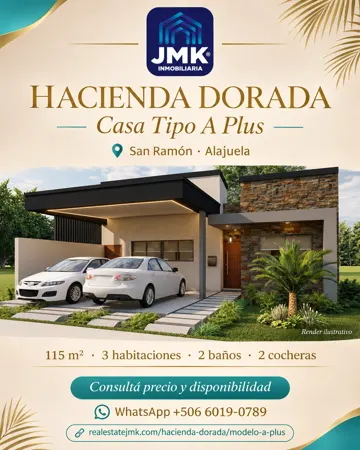 JMK®
INMOBILIARIA
HACIENDA DORADA
Casa Tipo A Plus
San Ramón · Alajuela
Render ilustrativo
115 m² · 3 habitaciones · 2 baños · 2 cocheras
Consultá precio y disponibilidad
WhatsApp +506 6019-0789
realestatejmk.com/hacienda-dorada/modelo-a-plus